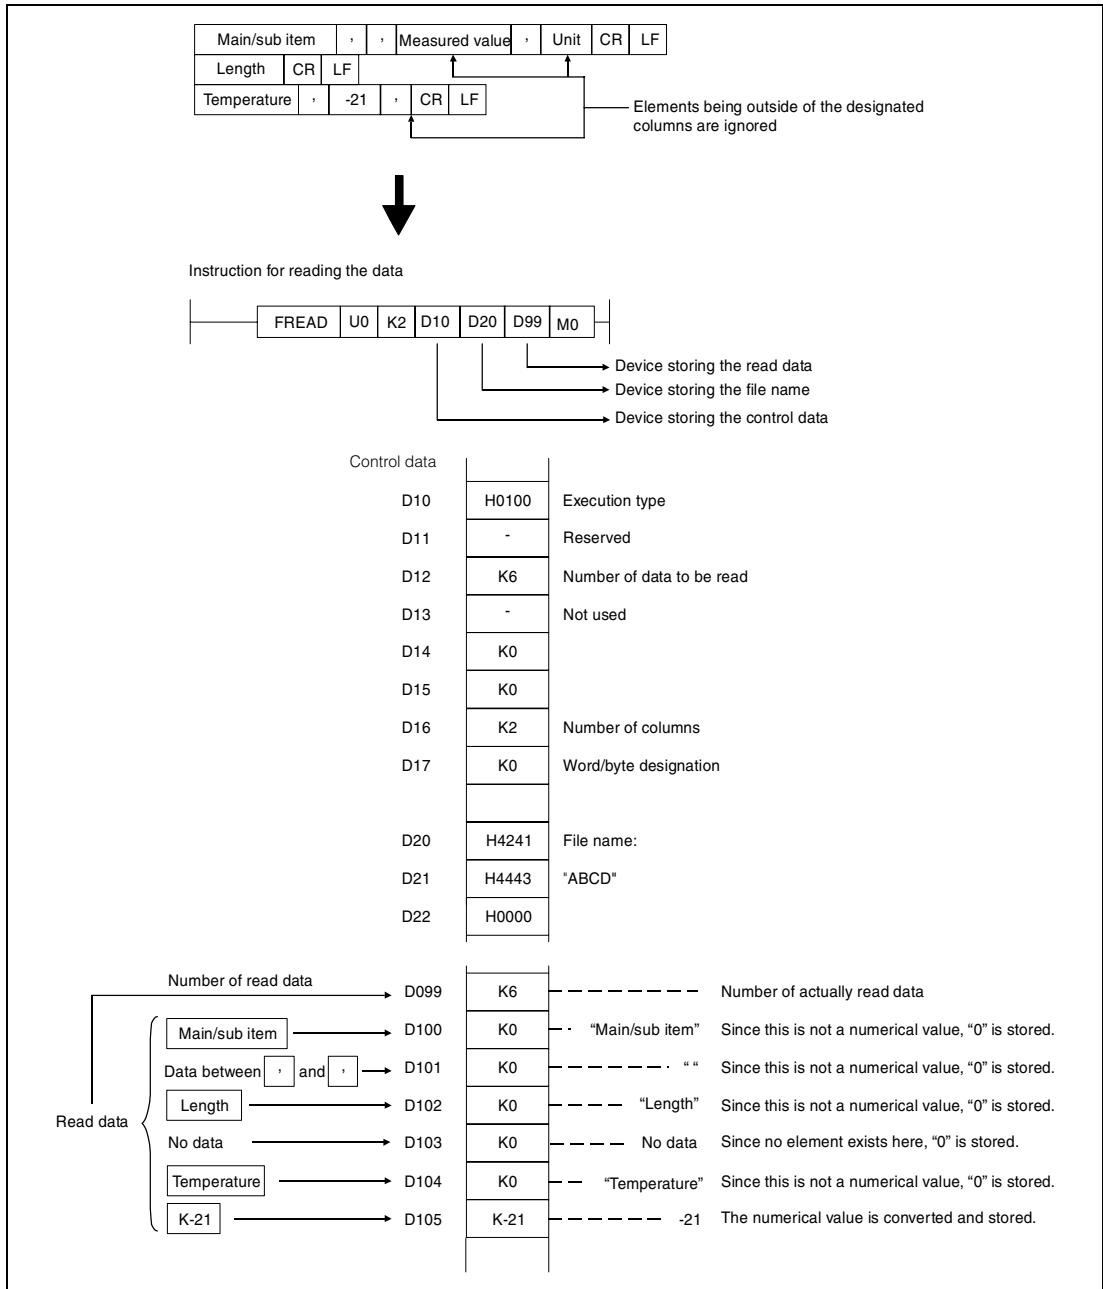 Main/sub item , , Measured value , Unit CR LF
Length CR LF
Temperature , -21 , CR LF
Elements being outside of the designated
columns are ignored
Instruction for reading the data
FREAD U0 K2 D10 D20 D99 M0
Device storing the read data
Device storing the file name
Device storing the control data
Control data
D10 H0100 Execution type
D11 - Reserved
D12 K6 Number of data to be read
D13 - Not used
D14 K0
D15 K0
D16 K2 Number of columns
D17 K0 Word/byte designation
D20 H4241 File name:
D21 H4443 "ABCD"
D22 H0000
Number of read data D099 K6 Number of actually read data
Main/sub item D100 K0 “Main/sub item” Since this is not a numerical value, “0” is stored.
Data between , and , D101 K0 “ “ Since this is not a numerical value, “0” is stored.
Length D102 K0 “Length” Since this is not a numerical value, “0” is stored.
Read data
No data D103 K0 No data Since no element exists here, “0” is stored.
Temperature D104 K0 “Temperature” Since this is not a numerical value, “0” is stored.
K-21 D105 K-21 -21 The numerical value is converted and stored.